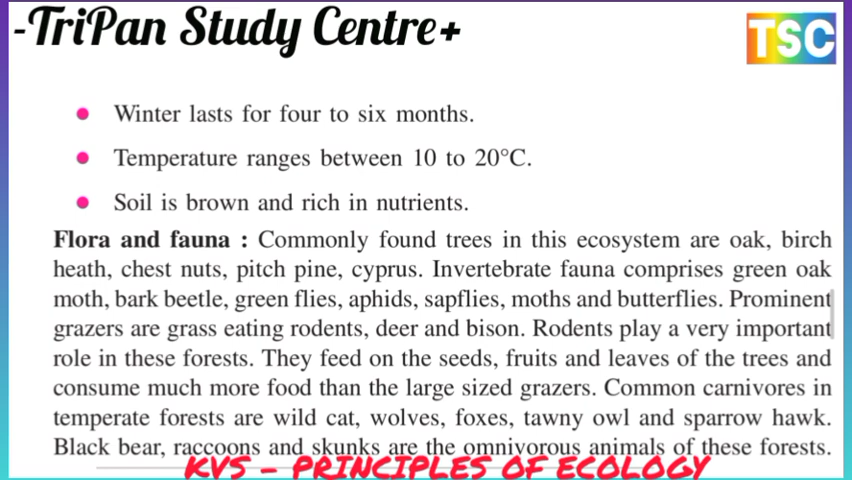 -TriPan Study Centre+
TSC
Winter lasts for four to six months.
Temperature ranges between 10 to 20°C.
Soil is brown and rich in nutrients.
Flora and fauna : Commonly found trees in this ecosystem are oak, birch
heath, chest nuts, pitch pine, cyprus. Invertebrate fauna comprises green oak
moth, bark beetle, green flies, aphids, sapflies, moths and butterflies. Prominent
grazers are grass eating rodents, deer and bison. Rodents play a very important
role in these forests. They feed on the seeds, fruits and leaves of the trees and
consume much more food than the large sized grazers. Common carnivores in
temperate forests are wild cat, wolves, foxes, tawny owl and sparrow hawk.
Black bear, raccoons and skunks are the omnivorous animals of these forests.
KVS - PRINCIPLES OF ECOLOGY